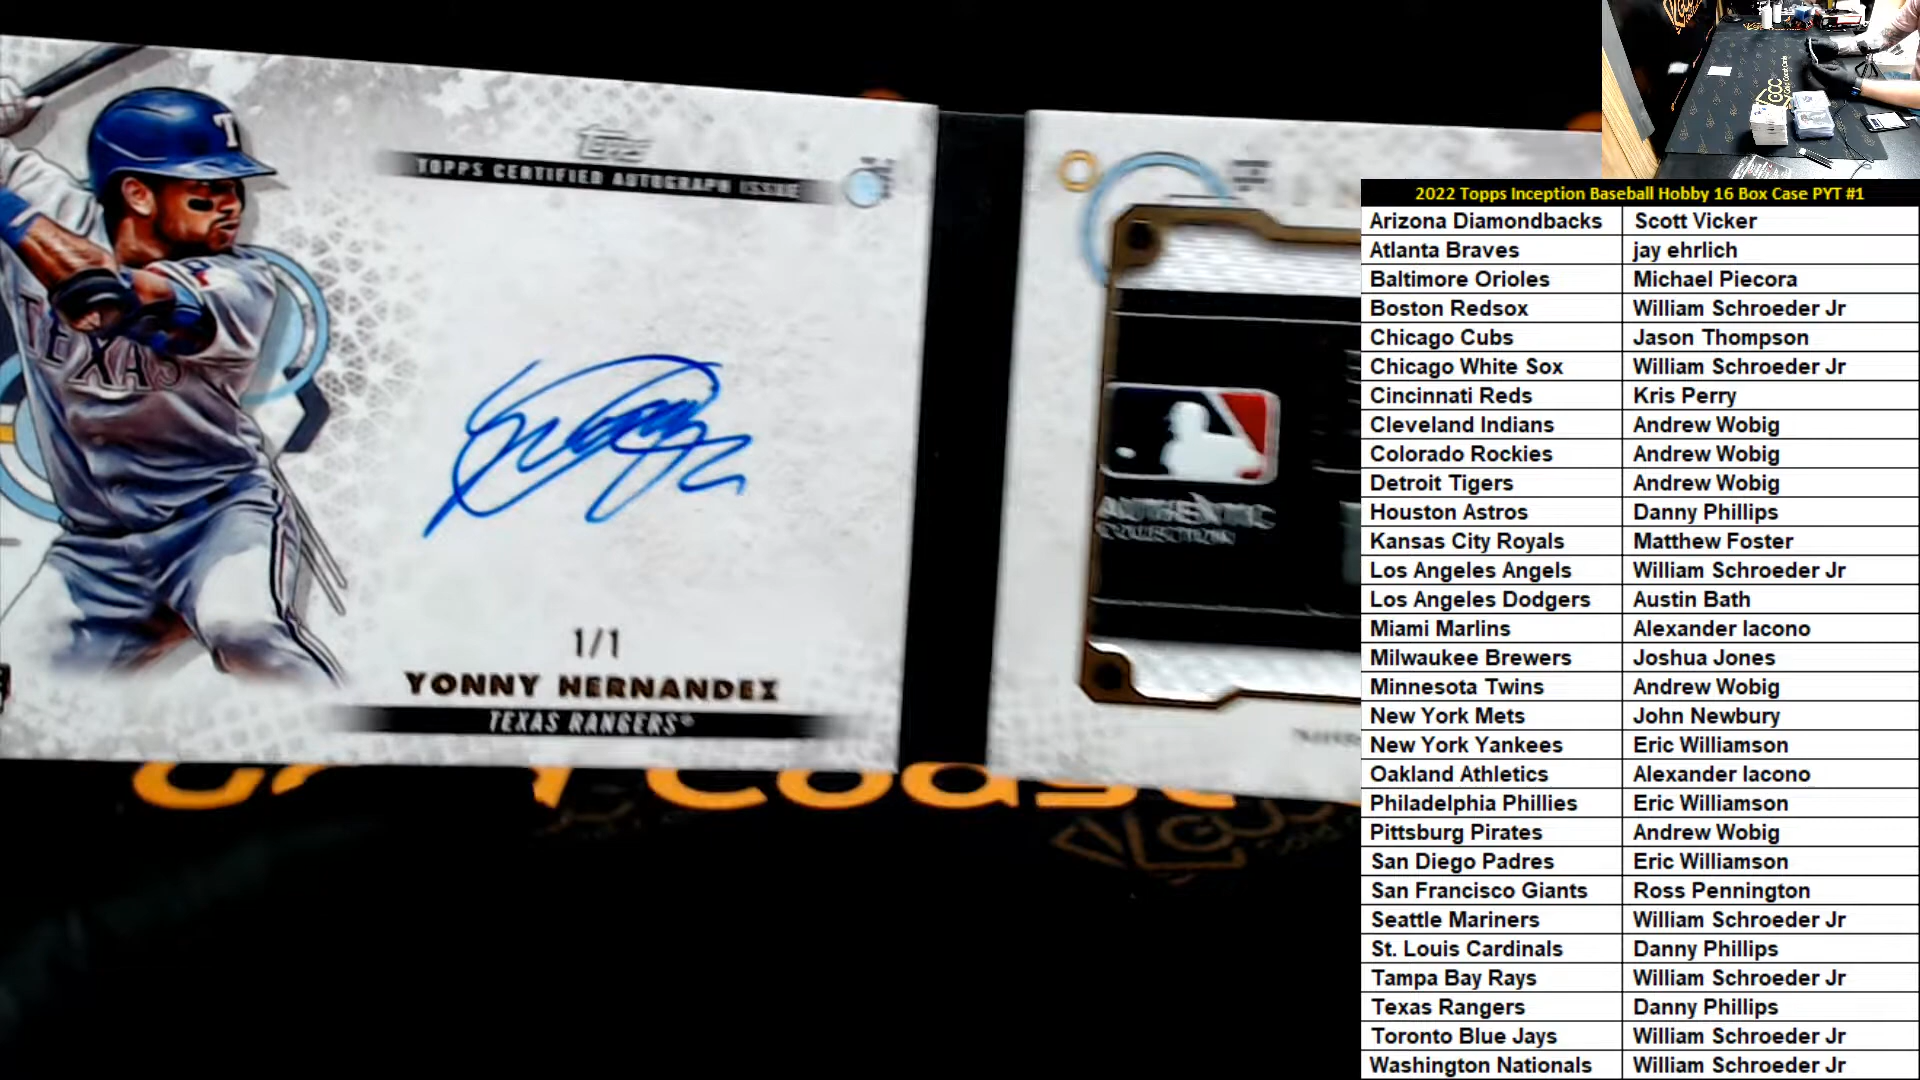 Topps
TOPPS CERTIFIED AUTOGRAPH ISSUE
T
TEXAS
1/1
YONNY HERNANDEZ
TEXAS RANGERS®
AUTHENTIC
COLLECTION
Coast
2022 Topps Inception Baseball Hobby 16 Box Case PYT #1
Arizona Diamondbacks Scott Vicker
Atlanta Braves jay ehrlich
Baltimore Orioles Michael Piecora
Boston Redsox William Schroeder Jr
Chicago Cubs Jason Thompson
Chicago White Sox William Schroeder Jr
Cincinnati Reds Kris Perry
Cleveland Indians Andrew Wobig
Colorado Rockies Andrew Wobig
Detroit Tigers Andrew Wobig
Houston Astros Danny Phillips
Kansas City Royals Matthew Foster
Los Angeles Angels William Schroeder Jr
Los Angeles Dodgers Austin Bath
Miami Marlins Alexander Iacono
Milwaukee Brewers Joshua Jones
Minnesota Twins Andrew Wobig
New York Mets John Newbury
New York Yankees Eric Williamson
Oakland Athletics Alexander Iacono
Philadelphia Phillies Eric Williamson
Pittsburg Pirates Andrew Wobig
San Diego Padres Eric Williamson
San Francisco Giants Ross Pennington
Seattle Mariners William Schroeder Jr
St. Louis Cardinals Danny Phillips
Tampa Bay Rays William Schroeder Jr
Texas Rangers Danny Phillips
Toronto Blue Jays William Schroeder Jr
Washington Nationals William Schroeder Jr